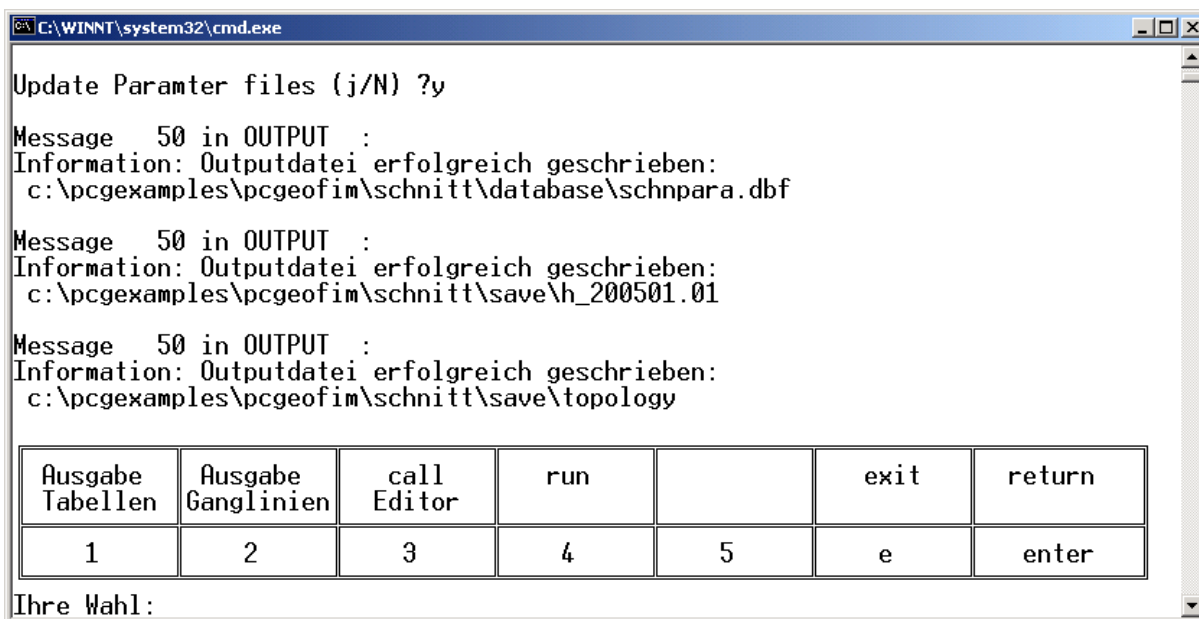 C:\WINNT\system32\cmd.exe
Update Paramter files (j/N) ?y
Message   50 in OUTPUT  :
Information: Outputdatei erfolgreich geschrieben:
c:\pcgexamples\pcgeofim\schnitt\database\schnpara.dbf
Message   50 in OUTPUT  :
Information: Outputdatei erfolgreich geschrieben:
c:\pcgexamples\pcgeofim\schnitt\save\h_200501.01
Message   50 in OUTPUT  :
Information: Outputdatei erfolgreich geschrieben:
c:\pcgexamples\pcgeofim\schnitt\save\topology
Ausgabe Ausgabe call run exit return
Tabellen Ganglinien Editor
1 2 3 4 5 e enter
Ihre Wahl: